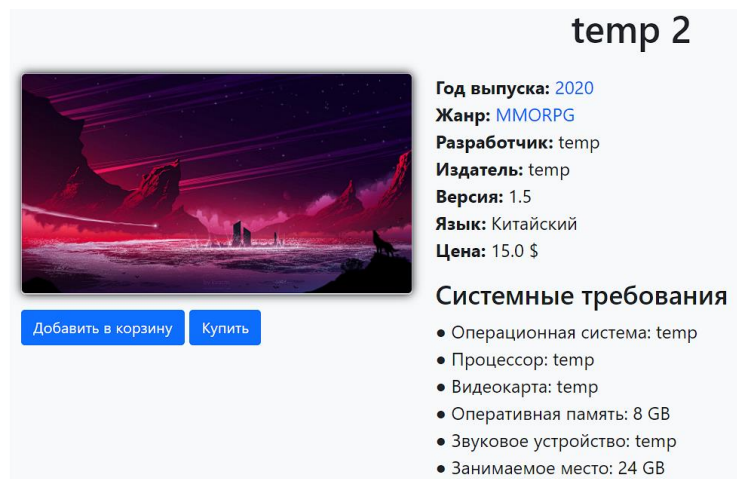 temp 2
Год выпуска: 2020
Жанр: MMORPG
Разработчик: temp
Издатель: temp
Версия: 1.5
Язык: Китайский
Цена: 15.0 $
Добавить в корзину
Купить
Системные требования
● Операционная система: temp
● Процессор: temp
● Видеокарта: temp
● Оперативная память: 8 GB
● Звуковое устройство: temp
● Занимаемое место: 24 GB